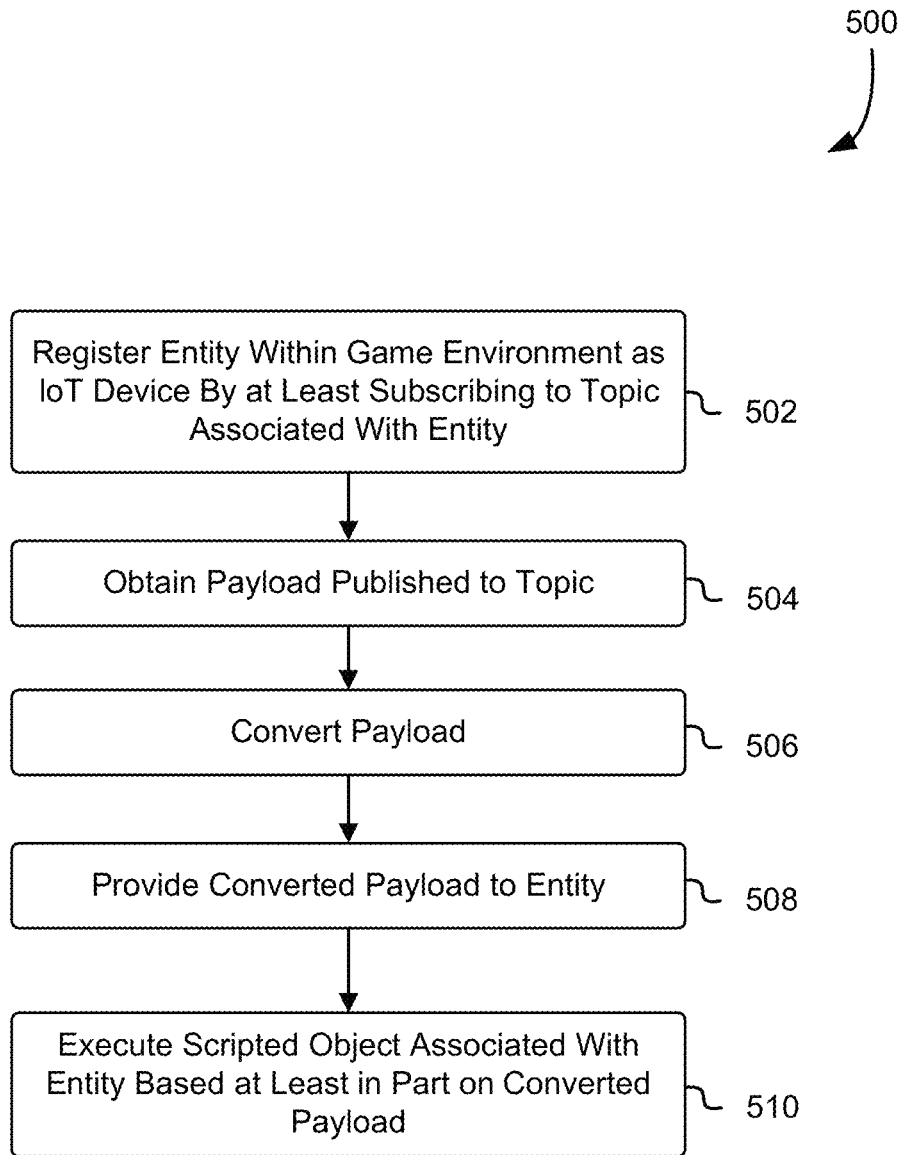 500
Register Entity Within Game Environment as
IoT Device By at Least Subscribing to Topic
Associated With Entity
502
Obtain Payload Published to Topic
504
Convert Payload
506
Provide Converted Payload to Entity
508
Execute Scripted Object Associated With
Entity Based at Least in Part on Converted
Payload
510